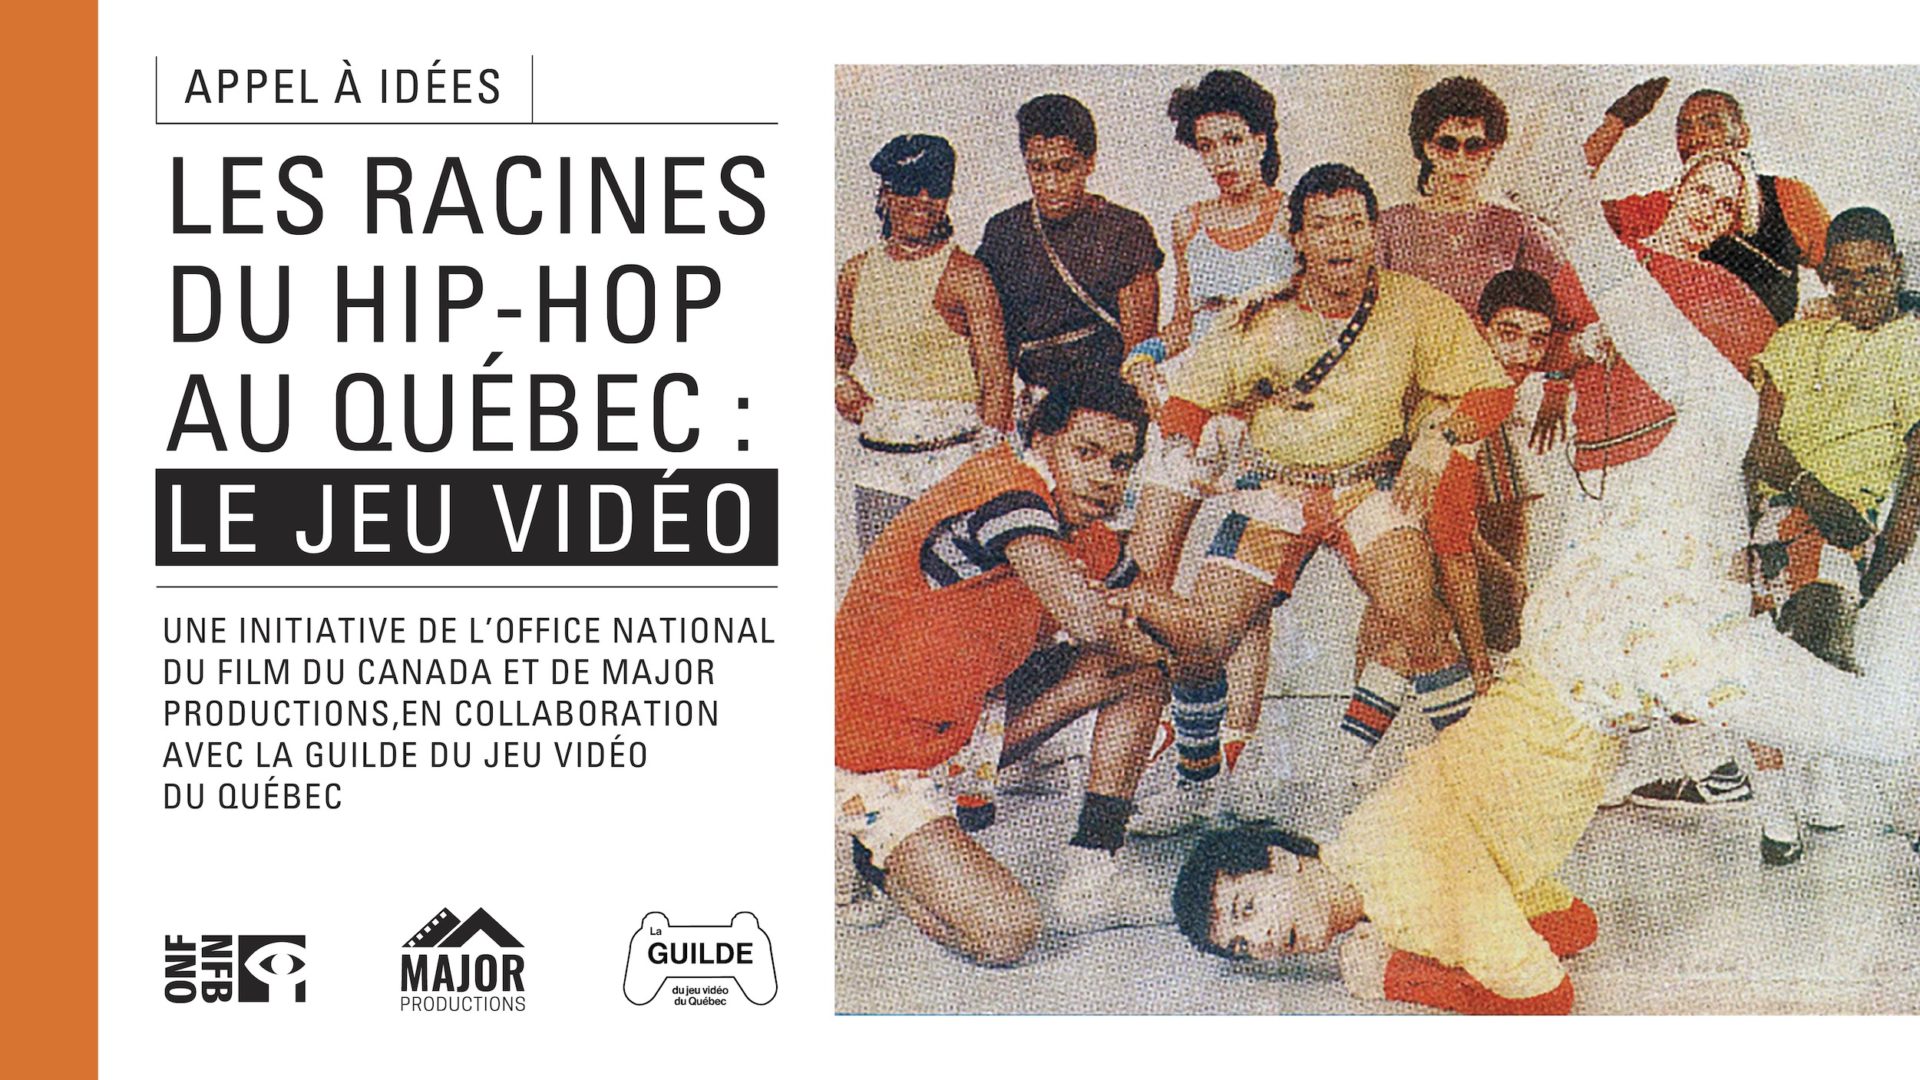 APPEL À IDÉES
LES RACINES
DU HIP-HOP
AU QUÉBEC :
LE JEU VIDÉO
UNE INITIATIVE DE L’OFFICE NATIONAL
DU FILM DU CANADA ET DE MAJOR
PRODUCTIONS,EN COLLABORATION
AVEC LA GUILDE DU JEU VIDÉO
DU QUÉBEC
ONF
NFB
MAJOR
PRODUCTIONS
La
GUILDE
du jeu vidéo
du Québec